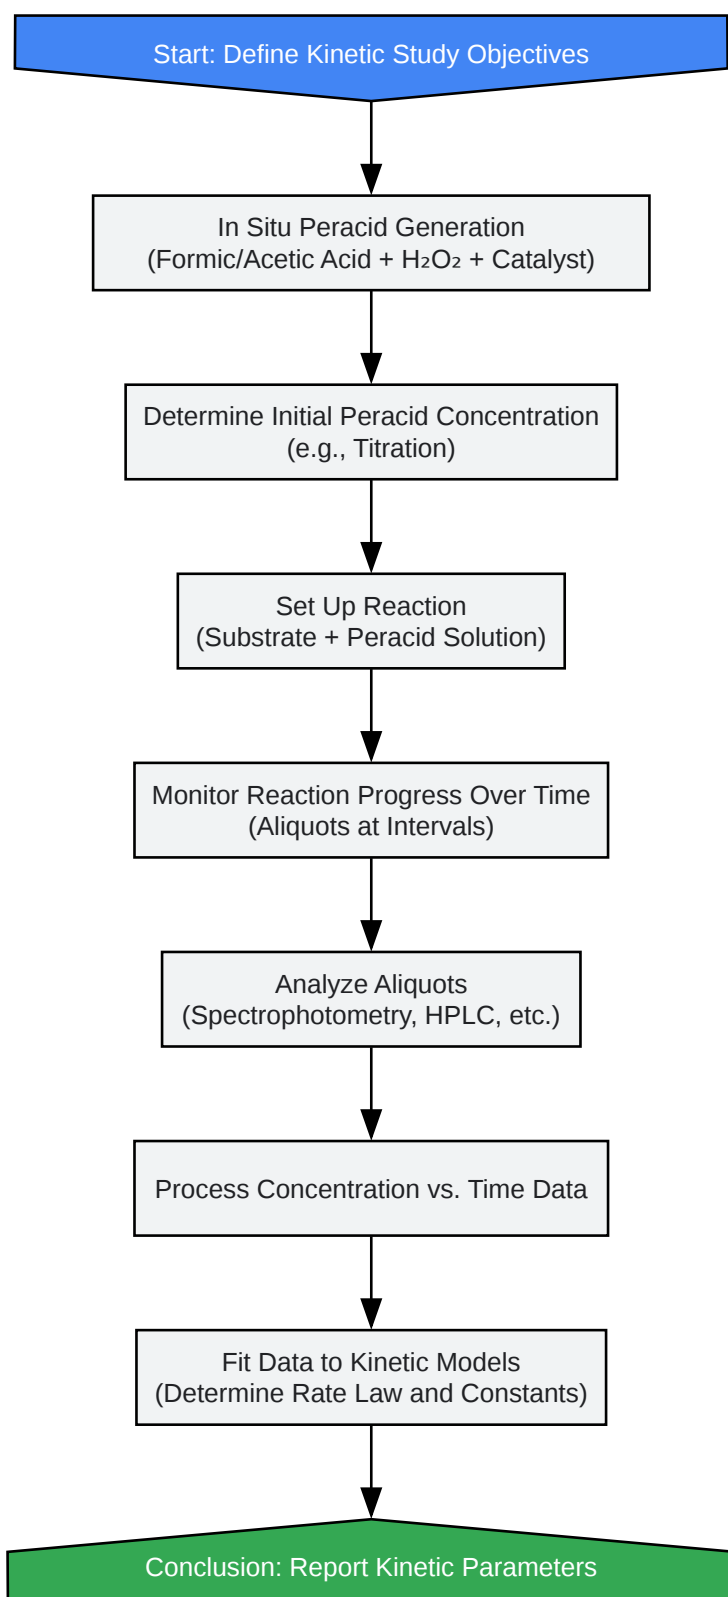 Start: Define Kinetic Study Objectives
In Situ Peracid Generation
(Formic/Acetic Acid + H₂O₂ + Catalyst)
Determine Initial Peracid Concentration
(e.g., Titration)
Set Up Reaction
(Substrate + Peracid Solution)
Monitor Reaction Progress Over Time
(Aliquots at Intervals)
Analyze Aliquots
(Spectrophotometry, HPLC, etc.)
Process Concentration vs. Time Data
Fit Data to Kinetic Models
(Determine Rate Law and Constants)
Conclusion: Report Kinetic Parameters